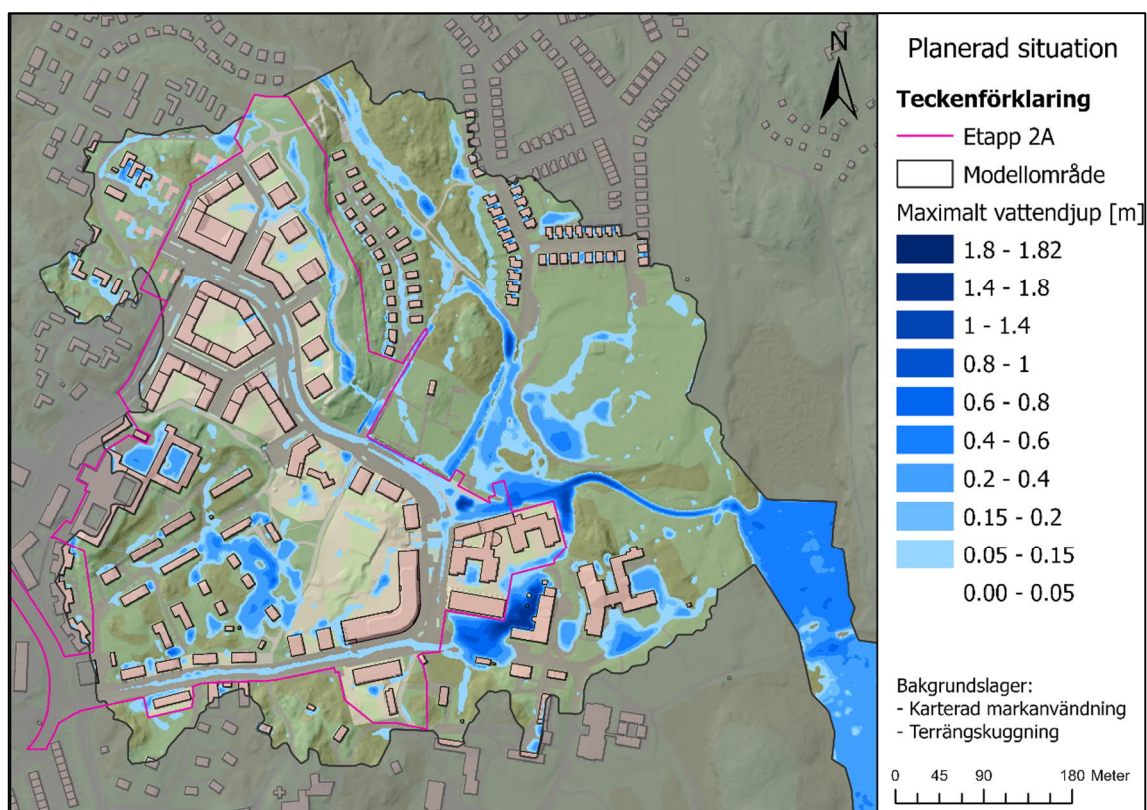 N
Planerad situation
Teckenförklaring
Etapp 2A
Modellområde
Maximalt vattendjup [m]
1.8 - 1.82
1.4 - 1.8
1 - 1.4
0.8 - 1
0.6 - 0.8
0.4 - 0.6
0.2 - 0.4
0.15 - 0.2
0.05 - 0.15
0.00 - 0.05
Bakgrundslager:
- Karterad markanvändning
- Terrängskuggning
0 45 90 180 Meter